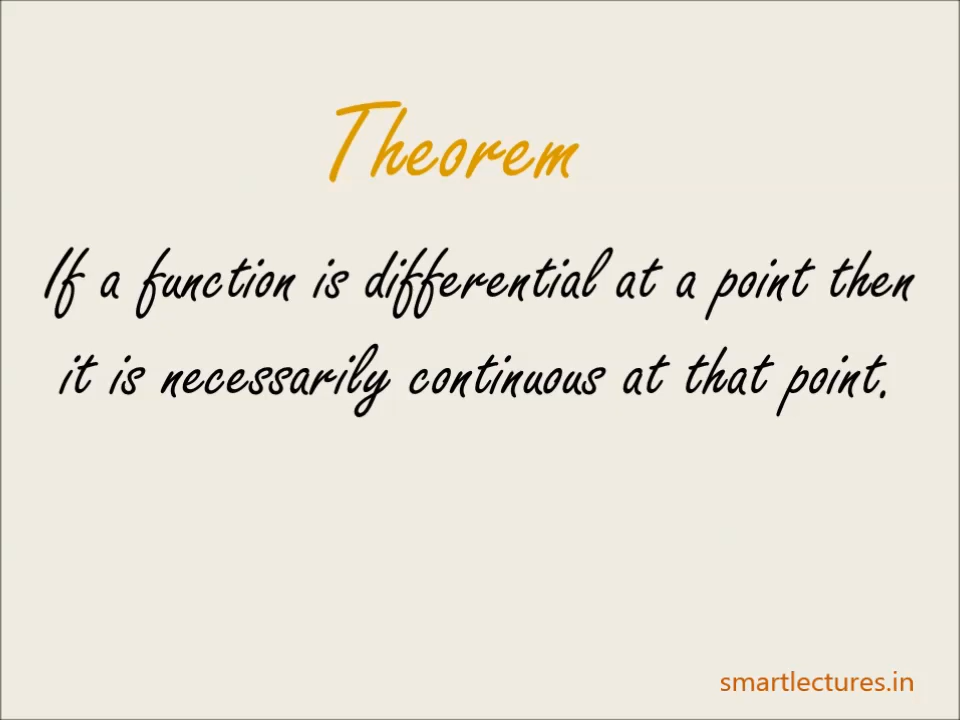 Theorem
If a function is differential at a point then
it is necessarily continuous at that point.
smartlectures.in